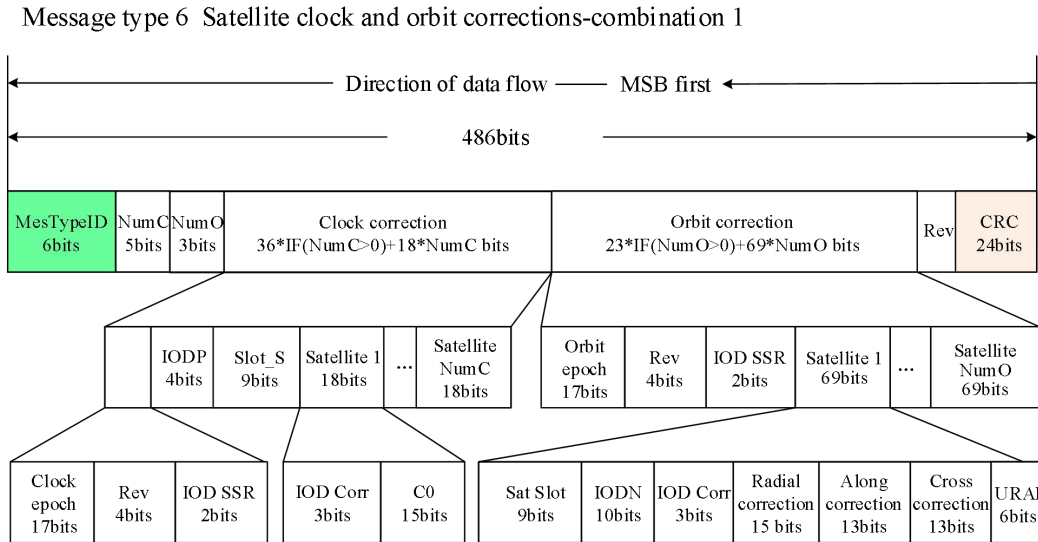 Message type 6 Satellite clock and orbit corrections-combination 1
Direction of data flow
MSB first
486bits
MesTypeID
6bits
NumC
5bits
NumO
3bits
Clock correction
36*IF(NumC>0)+18*NumC bits
Orbit correction
23*IF(NumO>0)+69*NumO bits
Rev
CRC
24bits
IODP
4bits
Slot_S
9bits
Satellite 1
18bits
...
Satellite
NumC
18bits
Orbit
epoch
17bits
Rev
4bits
IOD SSR
2bits
Satellite 1
69bits
...
Satellite
NumO
69bits
Clock
epoch
17bits
Rev
4bits
IOD SSR
2bits
IOD Corr
3bits
C0
15bits
Sat Slot
9bits
IODN
10bits
IOD Corr
3bits
Radial
correction
15 bits
Along
correction
13bits
Cross
correction
13bits
URAI
6bits